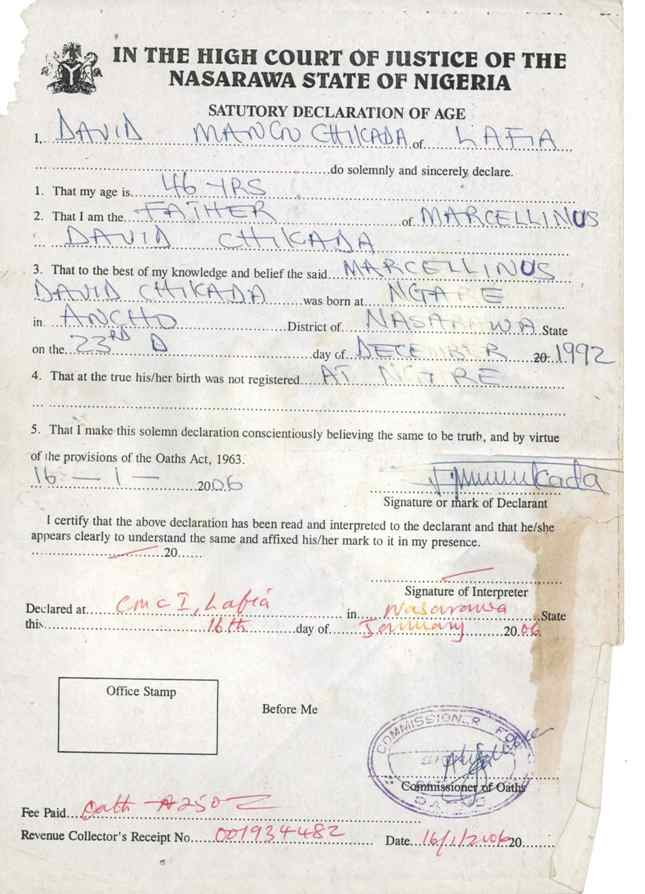 IN THE HIGH COURT OF JUSTICE OF THE
NASARAWA STATE OF NIGERIA
SATUTORY DECLARATION OF AGE
1. DAVID MANGU CHIKADA of LAFIA
do solemnly and sincerely declare.
1. That my age is 46 YRS
2. That I am the FATHER of MARCELLINUS
DAVID CHIKADA
3. That to the best of my knowledge and belief the said MARCELLINUS
DAVID CHIKADA was born at NGARE
in ANCHO District of NASARAWA State
on the 23RD D day of DECEMBER 20 1992
4. That at the true his/her birth was not registered AT NGARE
5. That I make this solemn declaration conscientiously believing the same to be truth, and by virtue
of the provisions of the Oaths Act, 1963.
16 — 1 — 2006
Signature or mark of Declarant
I certify that the above declaration has been read and interpreted to the declarant and that he/she
appears clearly to understand the same and affixed his/her mark to it in my presence.
20
Signature of Interpreter
Declared at CMC I, Lafia in Nasarawa State
this 16th day of January 2006
Office Stamp
Before Me
COMMISSIONER FOR
Commissioner of Oaths
Fee Paid oath ₦250
Revenue Collector's Receipt No. 001934482 Date 16/1/2006 20